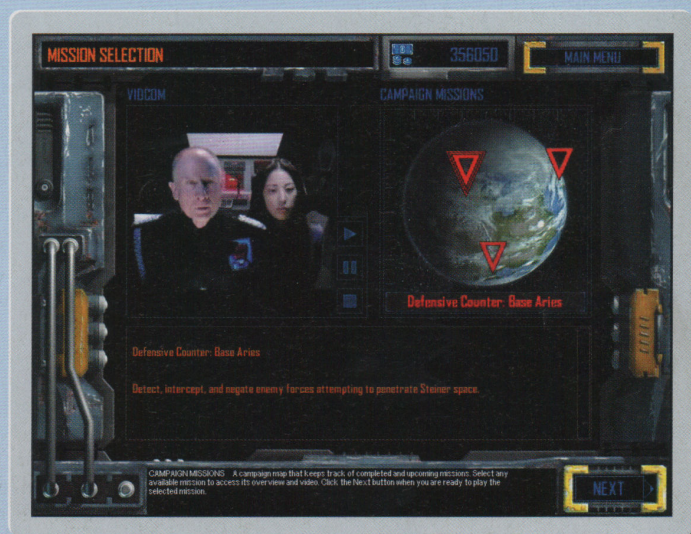 MISSION SELECTION
356050
MAIN MENU
VIDCOM
CAMPAIGN MISSIONS
Defensive Counter: Base Aries
Defensive Counter: Base Aries
Detect, intercept, and negate enemy forces attempting to penetrate Steiner space.
CAMPAIGN MISSIONS A campaign map that keeps track of completed and upcoming missions. Select any
available mission to access its overview and video. Click the Next button when you are ready to play the
selected mission.
NEXT